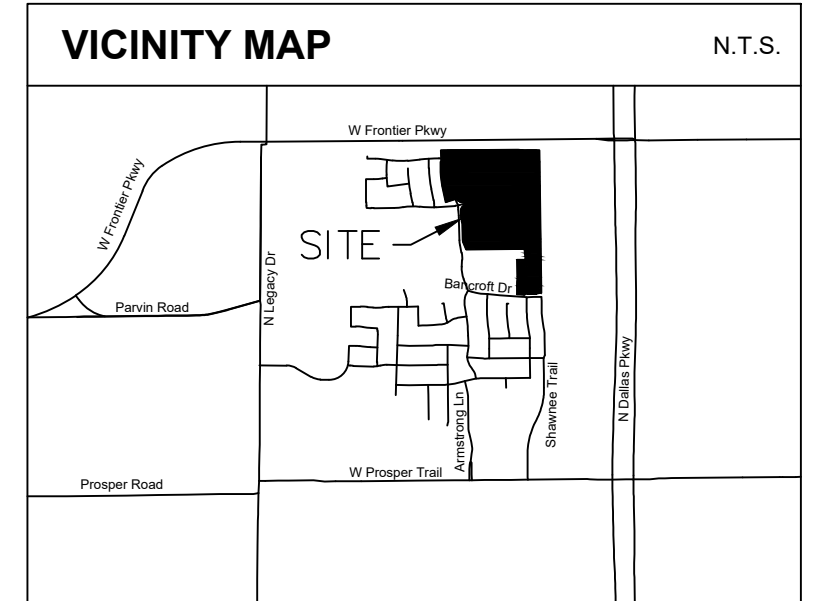 VICINITY MAP
N.T.S.
W Frontier Pkwy
W Frontier Pkwy
SITE
N Legacy Dr
Bancroft Dr
Parvin Road
N Dallas Pkwy
Shawnee Trail
Armstrong Ln
W Prosper Trail
Prosper Road